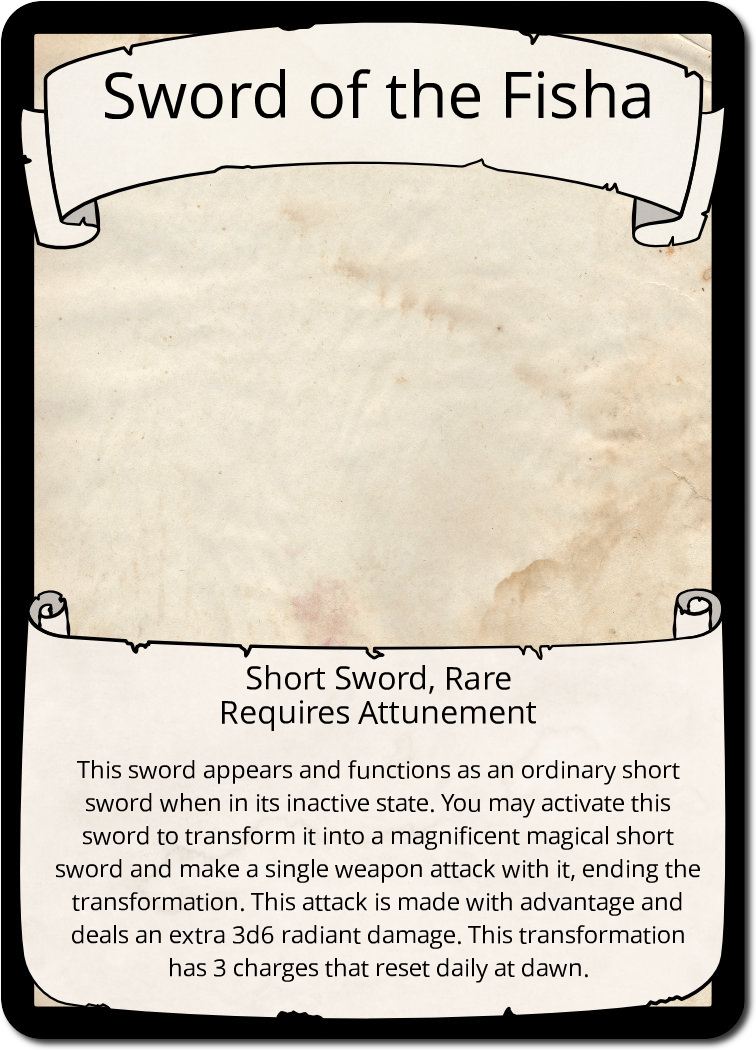 Sword of the Fisha
Short Sword, Rare
Requires Attunement
This sword appears and functions as an ordinary short
sword when in its inactive state. You may activate this
sword to transform it into a magnificent magical short
sword and make a single weapon attack with it, ending the
transformation. This attack is made with advantage and
deals an extra 3d6 radiant damage. This transformation
has 3 charges that reset daily at dawn.